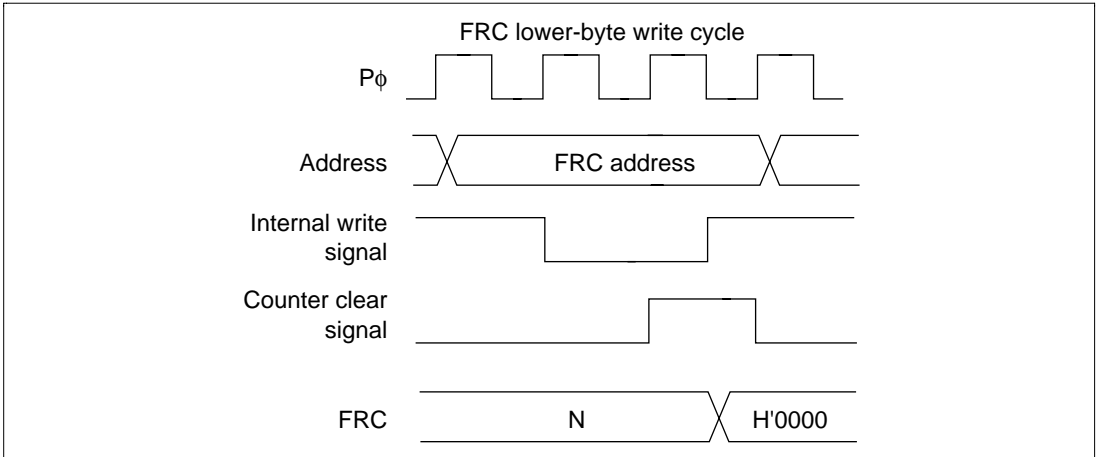 FRC lower-byte write cycle
Pϕ
Address
FRC address
Internal write
signal
Counter clear
signal
FRC
N
H'0000